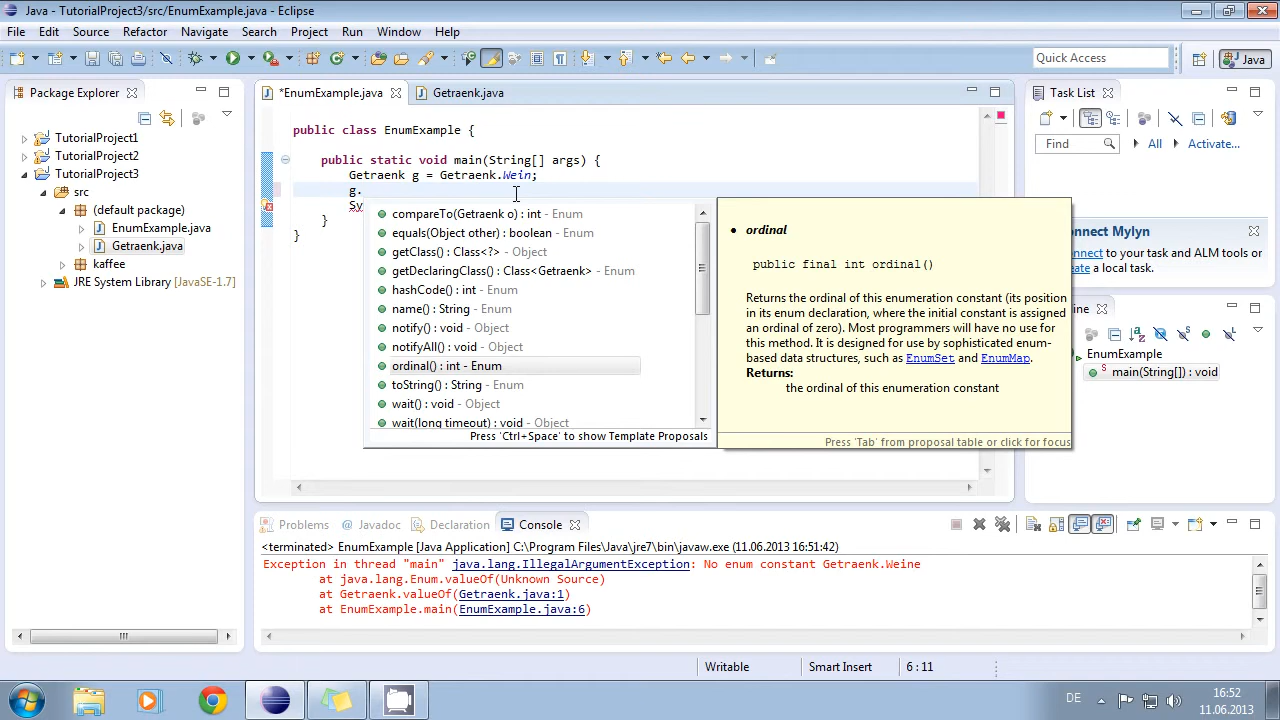 Java - TutorialProject3/src/EnumExample.java - Eclipse
File Edit Source Refactor Navigate Search Project Run Window Help
Quick Access
Java
Package Explorer
TutorialProject1
TutorialProject2
TutorialProject3
src
(default package)
EnumExample.java
Getraenk.java
kaffee
JRE System Library [JavaSE-1.7]
*EnumExample.java
Getraenk.java
public class EnumExample {
public static void main(String[] args) {
Getraenk g = Getraenk.Wein;
g.
Sy
}
}
compareTo(Getraenk o) : int - Enum
equals(Object other) : boolean - Enum
getClass() : Class<?> - Object
getDeclaringClass() : Class<Getraenk> - Enum
hashCode() : int - Enum
name() : String - Enum
notify() : void - Object
notifyAll() : void - Object
ordinal() : int - Enum
toString() : String - Enum
wait() : void - Object
wait(long timeout) : void - Object
Press 'Ctrl+Space' to show Template Proposals
ordinal
public final int ordinal()
Returns the ordinal of this enumeration constant (its position
in its enum declaration, where the initial constant is assigned
an ordinal of zero). Most programmers will have no use for
this method. It is designed for use by sophisticated enum-
based data structures, such as EnumSet and EnumMap.
Returns:
the ordinal of this enumeration constant
Press 'Tab' from proposal table or click for focus
Task List
Find
All
Activate...
onnect Mylyn
onnect to your task and ALM tools or
eate a local task.
ine
EnumExample
main(String[]) : void
Problems
Javadoc
Declaration
Console
<terminated> EnumExample [Java Application] C:\Program Files\Java\jre7\bin\javaw.exe (11.06.2013 16:51:42)
Exception in thread "main" java.lang.IllegalArgumentException: No enum constant Getraenk.Weine
at java.lang.Enum.valueOf(Unknown Source)
at Getraenk.valueOf(Getraenk.java:1)
at EnumExample.main(EnumExample.java:6)
Writable
Smart Insert
6 : 11
DE
16:52
11.06.2013